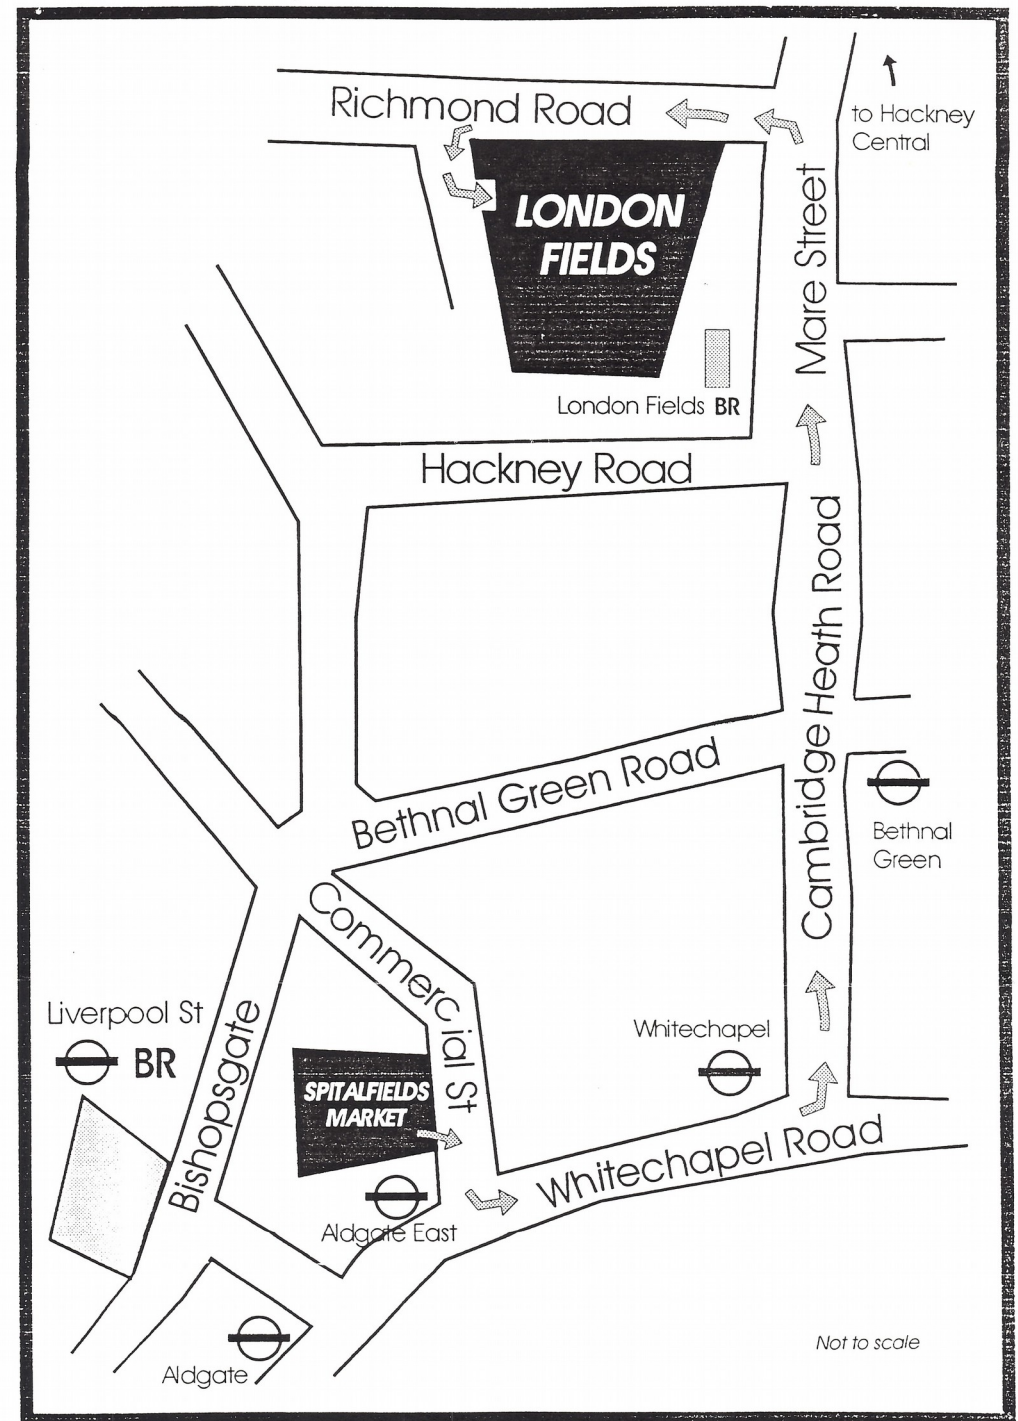 Richmond Road
to Hackney
Central
LONDON
FIELDS
Mare Street
London Fields BR
Hackney Road
Cambridge Heath Road
Bethnal Green Road
Bethnal
Green
Commercial St
Liverpool St
BR
Bishopsgate
Whitechapel
SPITALFIELDS
MARKET
Whitechapel Road
Aldgate East
Aldgate
Not to scale